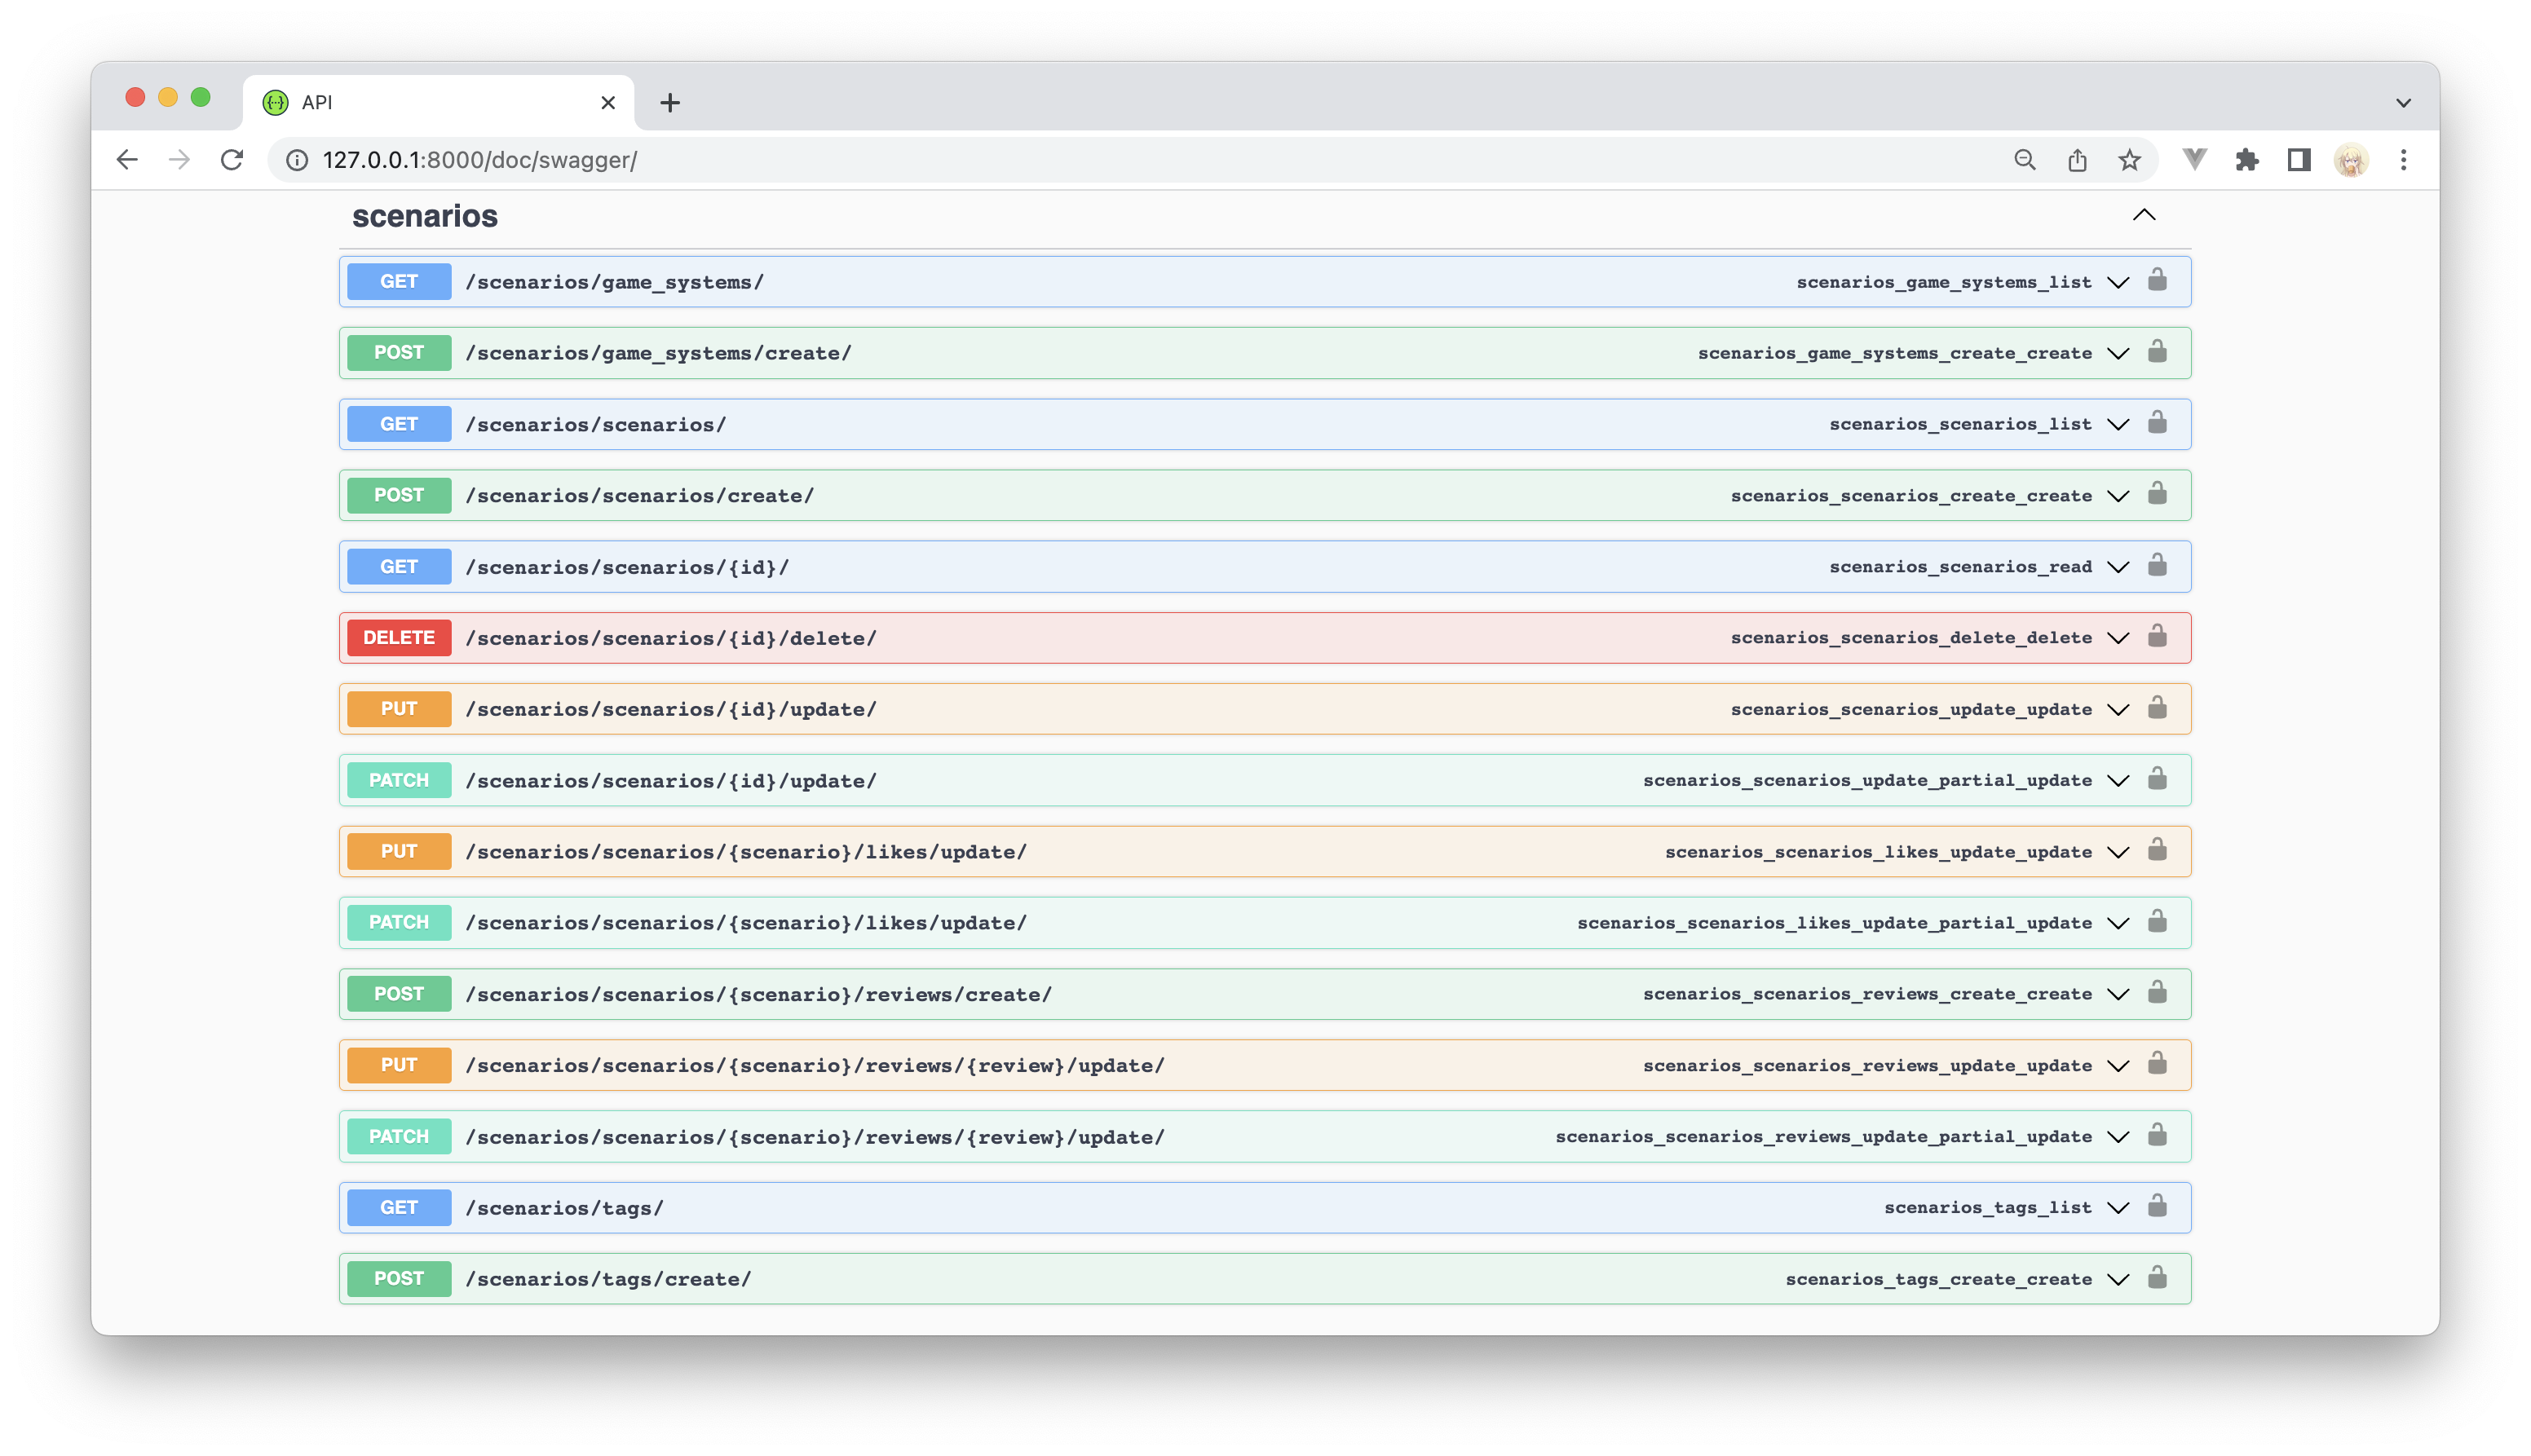 API
127.0.0.1:8000/doc/swagger/
scenarios
GET /scenarios/game_systems/ scenarios_game_systems_list
POST /scenarios/game_systems/create/ scenarios_game_systems_create_create
GET /scenarios/scenarios/ scenarios_scenarios_list
POST /scenarios/scenarios/create/ scenarios_scenarios_create_create
GET /scenarios/scenarios/{id}/ scenarios_scenarios_read
DELETE /scenarios/scenarios/{id}/delete/ scenarios_scenarios_delete_delete
PUT /scenarios/scenarios/{id}/update/ scenarios_scenarios_update_update
PATCH /scenarios/scenarios/{id}/update/ scenarios_scenarios_update_partial_update
PUT /scenarios/scenarios/{scenario}/likes/update/ scenarios_scenarios_likes_update_update
PATCH /scenarios/scenarios/{scenario}/likes/update/ scenarios_scenarios_likes_update_partial_update
POST /scenarios/scenarios/{scenario}/reviews/create/ scenarios_scenarios_reviews_create_create
PUT /scenarios/scenarios/{scenario}/reviews/{review}/update/ scenarios_scenarios_reviews_update_update
PATCH /scenarios/scenarios/{scenario}/reviews/{review}/update/ scenarios_scenarios_reviews_update_partial_update
GET /scenarios/tags/ scenarios_tags_list
POST /scenarios/tags/create/ scenarios_tags_create_create